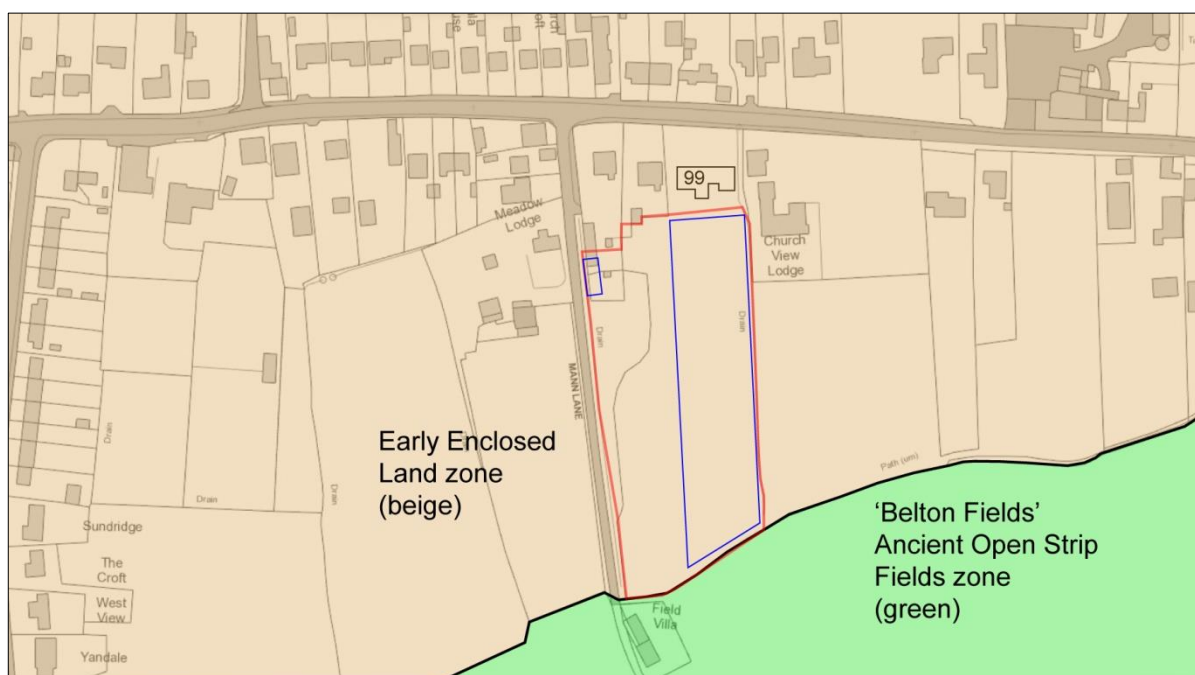 99
Meadow
Lodge
Church
View
Lodge
Drain
Drain
MANN LANE
Early Enclosed
Land zone
(beige)
Path (um)
Drain
Drain
Drain
‘Belton Fields’
Ancient Open Strip
Fields zone
(green)
Sundridge
The
Croft
West
View
Field
Villa
Yandale